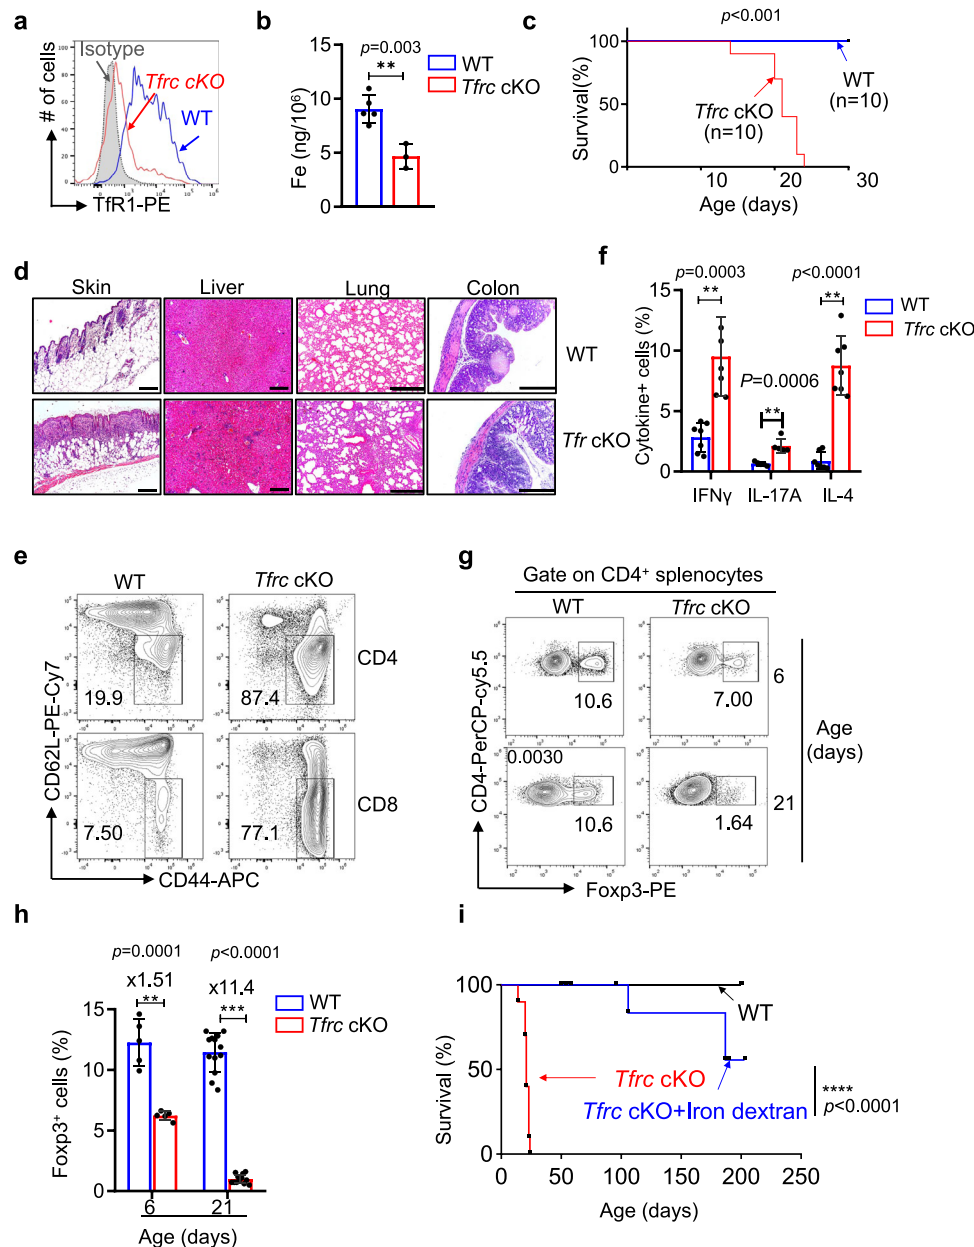 a
# of cells
Isotype
Tfrc cKO
WT
100
80
60
40
20
0
TfR1-PE
b
p=0.003
**
WT
Tfrc cKO
Fe (ng/10⁶)
15
10
5
0
c
p<0.001
Survival(%)
100
50
0
WT
(n=10)
Tfrc cKO
(n=10)
10
20
30
Age (days)
d
Skin
Liver
Lung
Colon
WT
Tfr cKO
f
p=0.0003
p<0.0001
**
**
P=0.0006
**
WT
Tfrc cKO
Cytokine+ cells (%)
15
10
5
0
IFNγ
IL-17A
IL-4
e
WT
Tfrc cKO
CD4
19.9
87.4
CD8
7.50
77.1
CD62L-PE-Cy7
CD44-APC
g
Gate on CD4⁺ splenocytes
WT
Tfrc cKO
6
10.6
7.00
Age
(days)
0.0030
21
10.6
1.64
CD4-PerCP-cy5.5
Foxp3-PE
h
p=0.0001
p<0.0001
x1.51
x11.4
**
***
WT
Tfrc cKO
Foxp3⁺ cells (%)
15
10
5
0
6
21
Age (days)
i
Survival (%)
100
50
0
WT
Tfrc cKO
Tfrc cKO+Iron dextran
****
p<0.0001
0
50
100
150
200
250
Age (days)